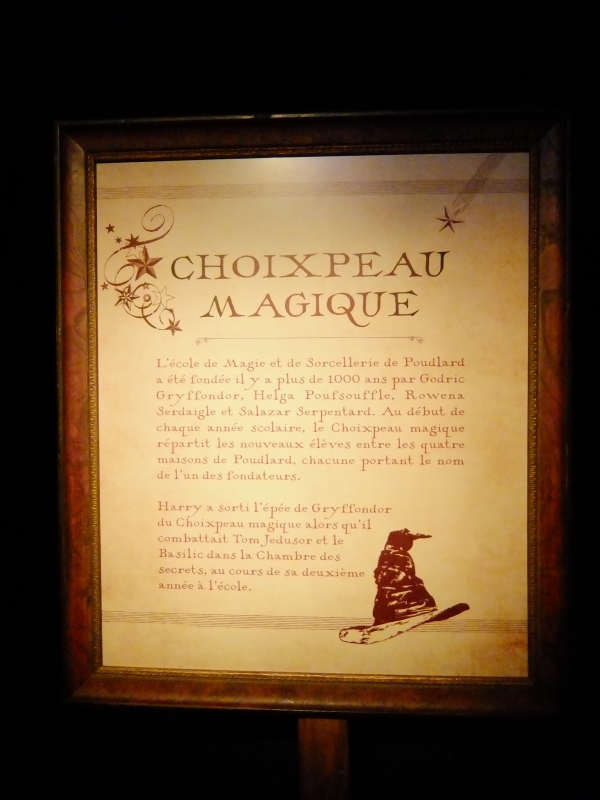 CHOIXPEAU
MAGIQUE
L'école de Magie et de Sorcellerie de Poudlard
a été fondée il y a plus de 1000 ans par Godric
Gryffondor, Helga Poufsouffle, Rowena
Serdaigle et Salazar Serpentard. Au début de
chaque année scolaire, le Choixpeau magique
répartit les nouveaux élèves entre les quatre
maisons de Poudlard, chacune portant le nom
de l'un des fondateurs.
Harry a sorti l'épée de Gryffondor
du Choixpeau magique alors qu'il
combattait Tom Jedusor et le
Basilic dans la Chambre des
secrets, au cours de sa deuxième
année à l'école.